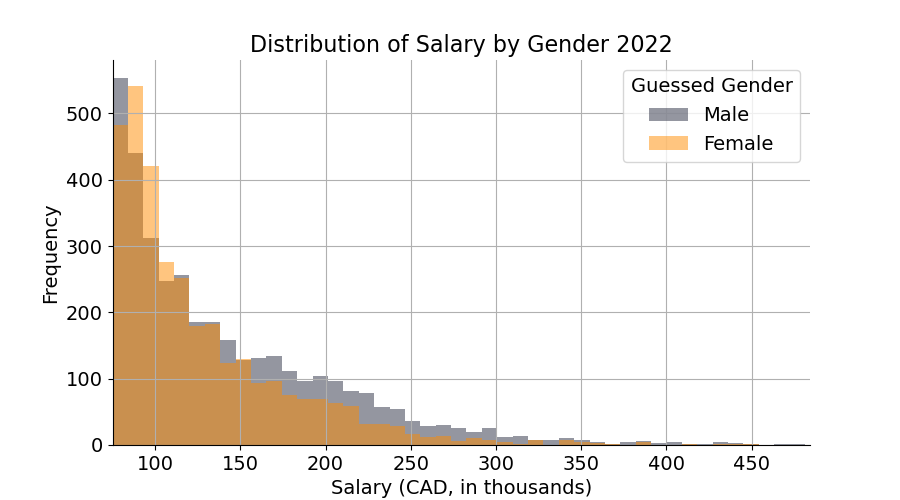 Distribution of Salary by Gender 2022
Guessed Gender
Male
Female
Frequency
500
400
300
200
100
0
100 150 200 250 300 350 400 450
Salary (CAD, in thousands)